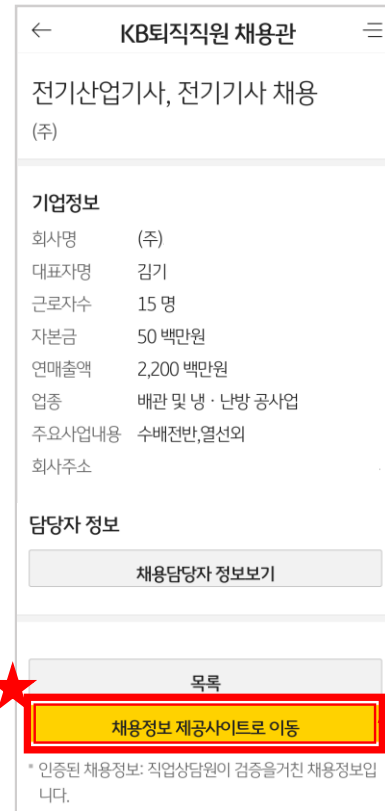 KB퇴직직원 채용관
전기산업기사, 전기기사 채용
(주)
기업정보
회사명 (주)
대표자명 김기
근로자수 15 명
자본금 50 백만원
연매출액 2,200 백만원
업종 배관 및 냉 · 난방 공사업
주요사업내용 수배전반,열선외
회사주소
담당자 정보
채용담당자 정보보기
목록
채용정보 제공사이트로 이동
* 인증된 채용정보: 직업상담원이 검증을거친 채용정보입
니다.